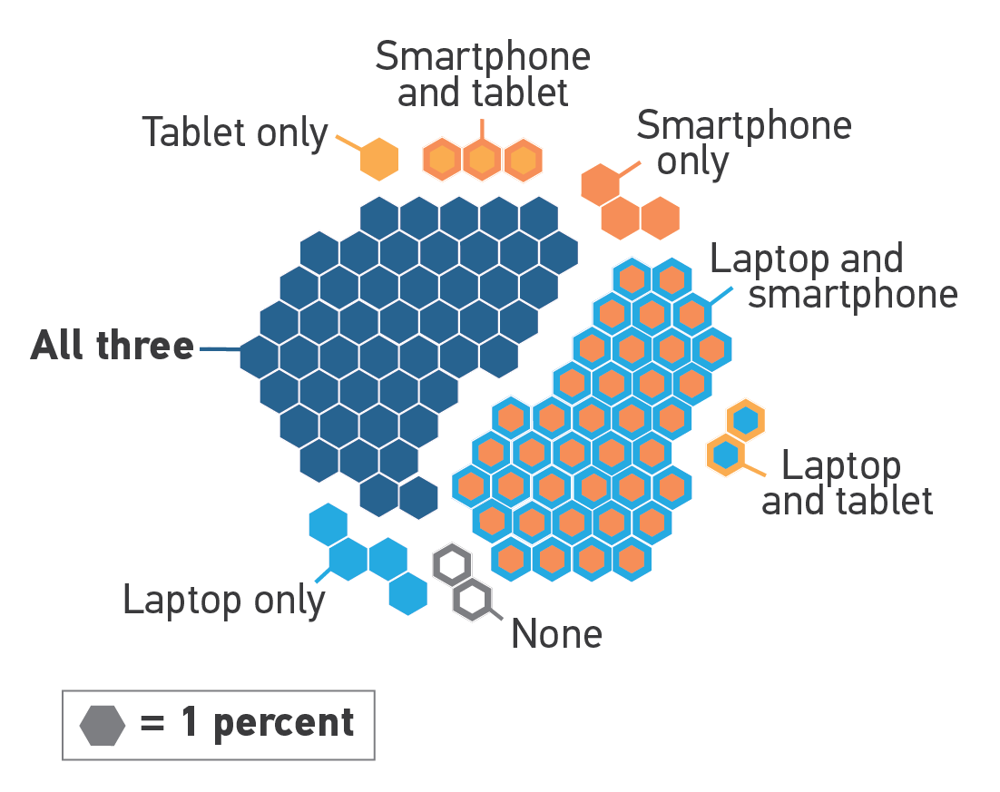 Smartphone
and tablet
Tablet only
Smartphone
only
Laptop and
smartphone
All three
Laptop
and tablet
Laptop only
None
= 1 percent